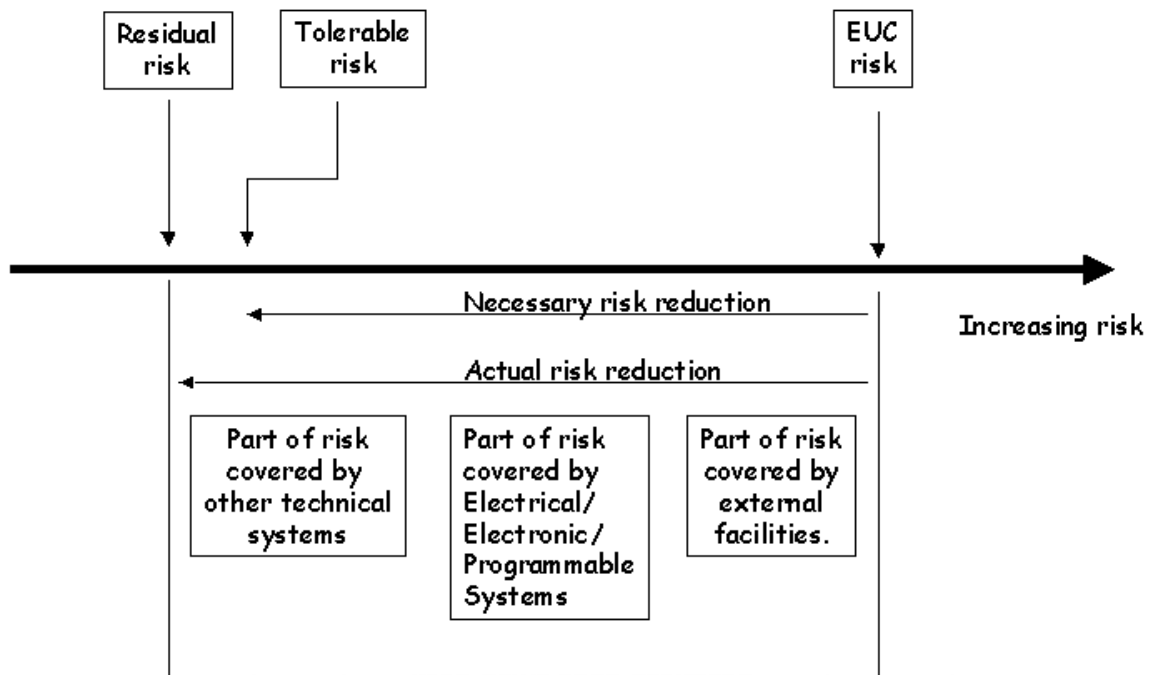 Residual
risk
Tolerable
risk
EUC
risk
Necessary risk reduction
Increasing risk
Actual risk reduction
Part of risk
covered by
other technical
systems
Part of risk
covered by
Electrical/
Electronic/
Programmable
Systems
Part of risk
covered by
external
facilities.